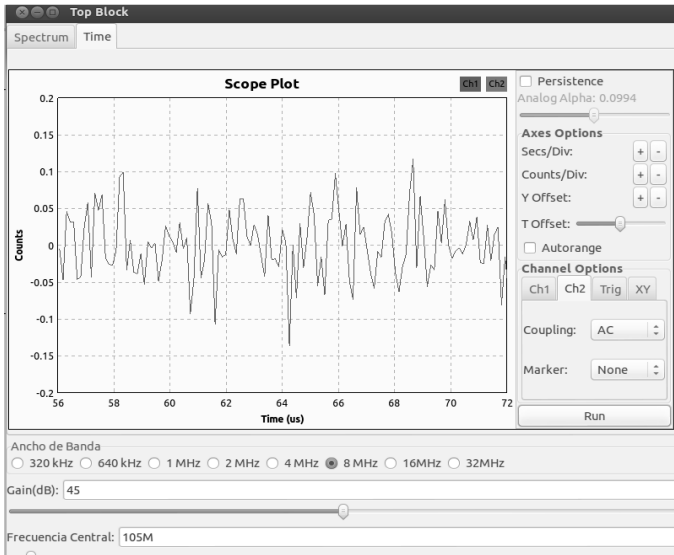 Top Block
Spectrum Time
Scope Plot
Ch1 Ch2
0.2
0.15
0.1
0.05
0
-0.05
-0.1
-0.15
-0.2
Counts
56 58 60 62 64 66 68 70 72
Time (us)
Persistence
Analog Alpha: 0.0994
Axes Options
Secs/Div: + -
Counts/Div: + -
Y Offset: + -
T Offset:
Autorange
Channel Options
Ch1 Ch2 Trig XY
Coupling: AC
Marker: None
Run
Ancho de Banda
320 kHz 640 kHz 1 MHz 2 MHz 4 MHz 8 MHz 16MHz 32MHz
Gain(dB): 45
Frecuencia Central: 105M